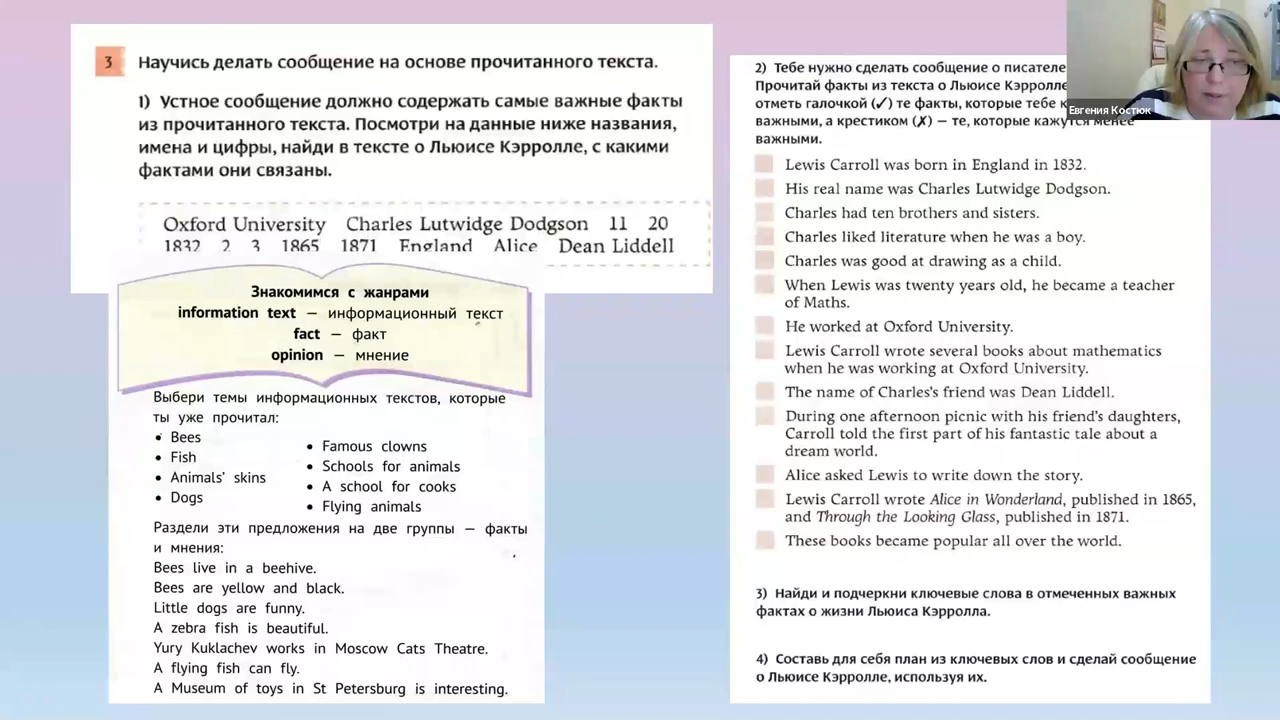 3 Научись делать сообщение на основе прочитанного текста.
1) Устное сообщение должно содержать самые важные факты
из прочитанного текста. Посмотри на данные ниже названия,
имена и цифры, найди в тексте о Льюисе Кэрролле, с какими
фактами они связаны.
Oxford University Charles Lutwidge Dodgson 11 20
1832 2 3 1865 1871 England Alice Dean Liddell
Знакомимся с жанрами
information text — информационный текст
fact — факт
opinion — мнение
Выбери темы информационных текстов, которые
ты уже прочитал:
• Bees
• Fish
• Animals' skins
• Dogs
• Famous clowns
• Schools for animals
• A school for cooks
• Flying animals
Раздели эти предложения на две группы — факты
и мнения:
Bees live in a beehive.
Bees are yellow and black.
Little dogs are funny.
A zebra fish is beautiful.
Yury Kuklachev works in Moscow Cats Theatre.
A flying fish can fly.
A Museum of toys in St Petersburg is interesting.
2) Тебе нужно сделать сообщение о писателе
Прочитай факты из текста о Льюисе Кэрролле
отметь галочкой (✓) те факты, которые тебе к
важными, а крестиком (✗) — те, которые кажутся менее
важными.
Lewis Carroll was born in England in 1832.
His real name was Charles Lutwidge Dodgson.
Charles had ten brothers and sisters.
Charles liked literature when he was a boy.
Charles was good at drawing as a child.
When Lewis was twenty years old, he became a teacher
of Maths.
He worked at Oxford University.
Lewis Carroll wrote several books about mathematics
when he was working at Oxford University.
The name of Charles's friend was Dean Liddell.
During one afternoon picnic with his friend's daughters,
Carroll told the first part of his fantastic tale about a
dream world.
Alice asked Lewis to write down the story.
Lewis Carroll wrote Alice in Wonderland, published in 1865,
and Through the Looking Glass, published in 1871.
These books became popular all over the world.
3) Найди и подчеркни ключевые слова в отмеченных важных
фактах о жизни Льюиса Кэрролла.
4) Составь для себя план из ключевых слов и сделай сообщение
о Льюисе Кэрролле, используя их.
Евгения Костюк